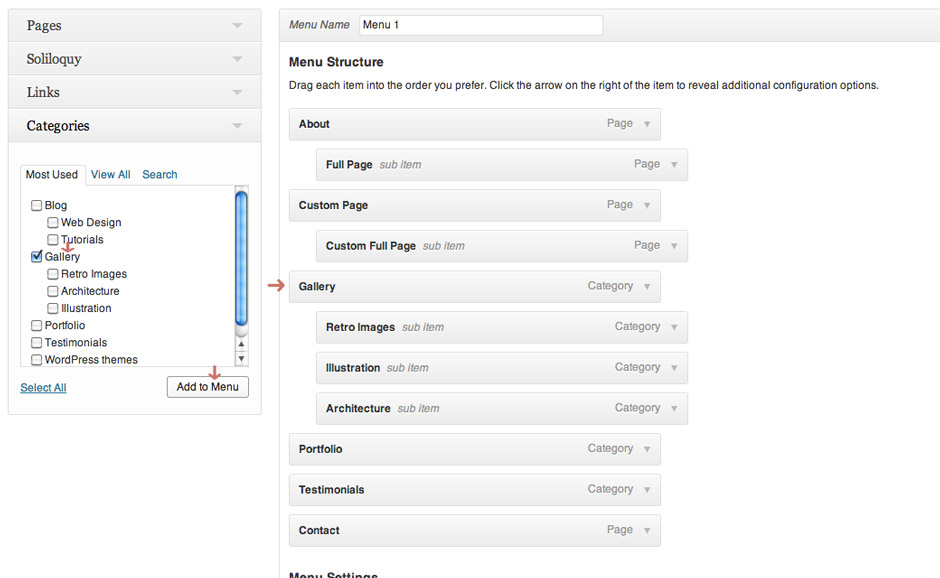 Pages
Soliloquy
Links
Categories
Most Used View All Search
Blog
Web Design
Tutorials
Gallery
Retro Images
Architecture
Illustration
Portfolio
Testimonials
WordPress themes
Select All Add to Menu
Menu Name Menu 1
Menu Structure
Drag each item into the order you prefer. Click the arrow on the right of the item to reveal additional configuration options.
About Page
Full Page sub item Page
Custom Page Page
Custom Full Page sub item Page
Gallery Category
Retro Images sub item Category
Illustration sub item Category
Architecture sub item Category
Portfolio Category
Testimonials Category
Contact Page
Menu Settings